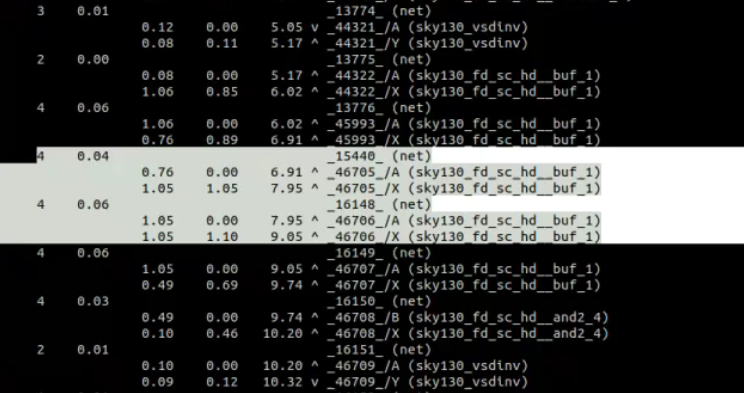 3 0.01 _13774_ (net)
0.12 0.00 5.05 v _44321_/A (sky130_vsdinv)
0.08 0.11 5.17 ^ _44321_/Y (sky130_vsdinv)
2 0.00 _13775_ (net)
0.08 0.00 5.17 ^ _44322_/A (sky130_fd_sc_hd__buf_1)
1.06 0.85 6.02 ^ _44322_/X (sky130_fd_sc_hd__buf_1)
4 0.06 _13776_ (net)
1.06 0.00 6.02 ^ _45993_/A (sky130_fd_sc_hd__buf_1)
0.76 0.89 6.91 ^ _45993_/X (sky130_fd_sc_hd__buf_1)
4 0.04 _15440_ (net)
0.76 0.00 6.91 ^ _46705_/A (sky130_fd_sc_hd__buf_1)
1.05 1.05 7.95 ^ _46705_/X (sky130_fd_sc_hd__buf_1)
4 0.06 _16148_ (net)
1.05 0.00 7.95 ^ _46706_/A (sky130_fd_sc_hd__buf_1)
1.05 1.10 9.05 ^ _46706_/X (sky130_fd_sc_hd__buf_1)
4 0.06 _16149_ (net)
1.05 0.00 9.05 ^ _46707_/A (sky130_fd_sc_hd__buf_1)
0.49 0.69 9.74 ^ _46707_/X (sky130_fd_sc_hd__buf_1)
4 0.03 _16150_ (net)
0.49 0.00 9.74 ^ _46708_/B (sky130_fd_sc_hd__and2_4)
0.10 0.46 10.20 ^ _46708_/X (sky130_fd_sc_hd__and2_4)
2 0.01 _16151_ (net)
0.10 0.00 10.20 ^ _46709_/A (sky130_vsdinv)
0.09 0.12 10.32 v _46709_/Y (sky130_vsdinv)